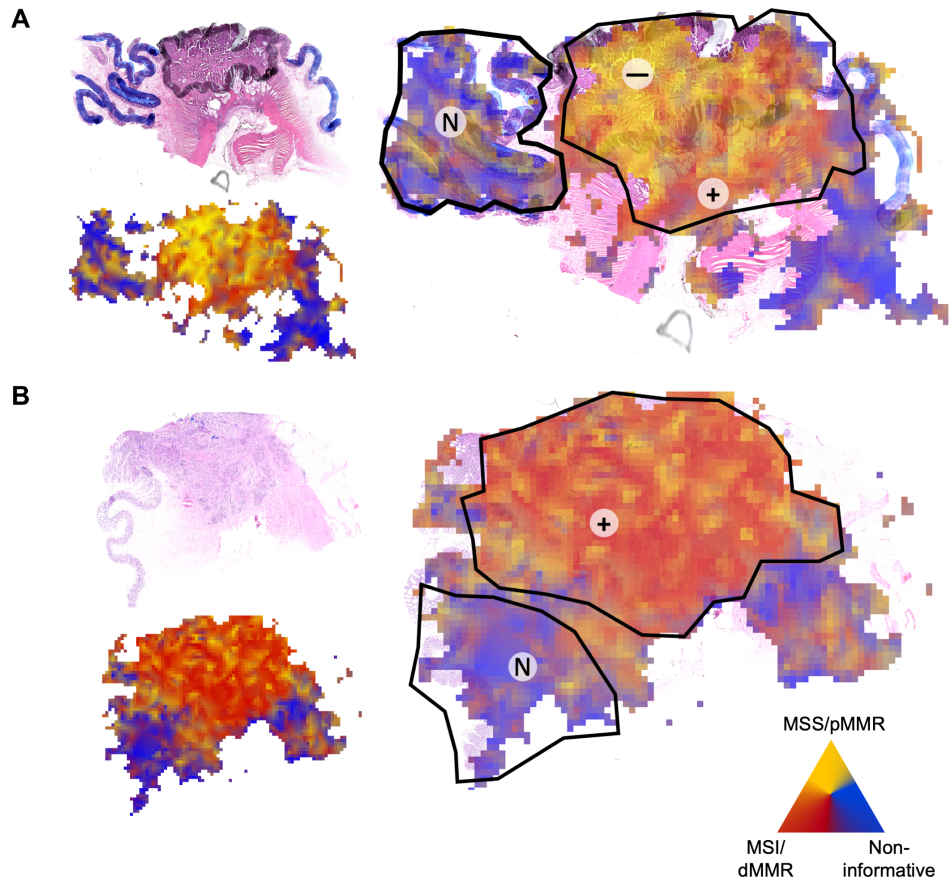 A
N
−
+
B
+
N
MSS/pMMR
MSI/
dMMR
Non-
informative